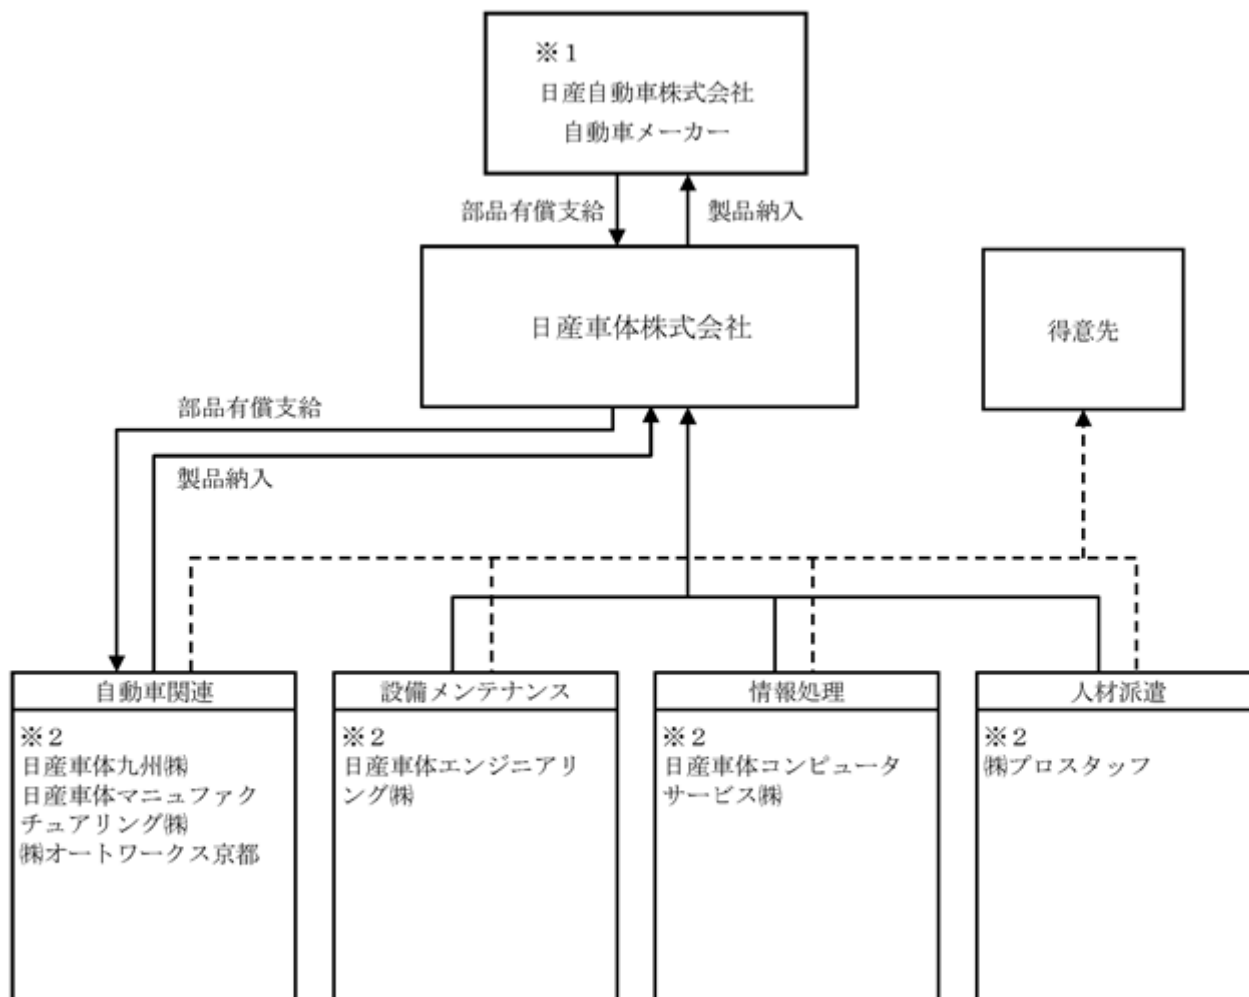 ※１
日産自動車株式会社
自動車メーカー
部品有償支給
製品納入
日産車体株式会社
得意先
部品有償支給
製品納入
自動車関連
※２
日産車体九州㈱
日産車体マニュファク
チュアリング㈱
㈱オートワークス京都
設備メンテナンス
※２
日産車体エンジニアリ
ング㈱
情報処理
※２
日産車体コンピュータ
サービス㈱
人材派遣
※２
㈱プロスタッフ